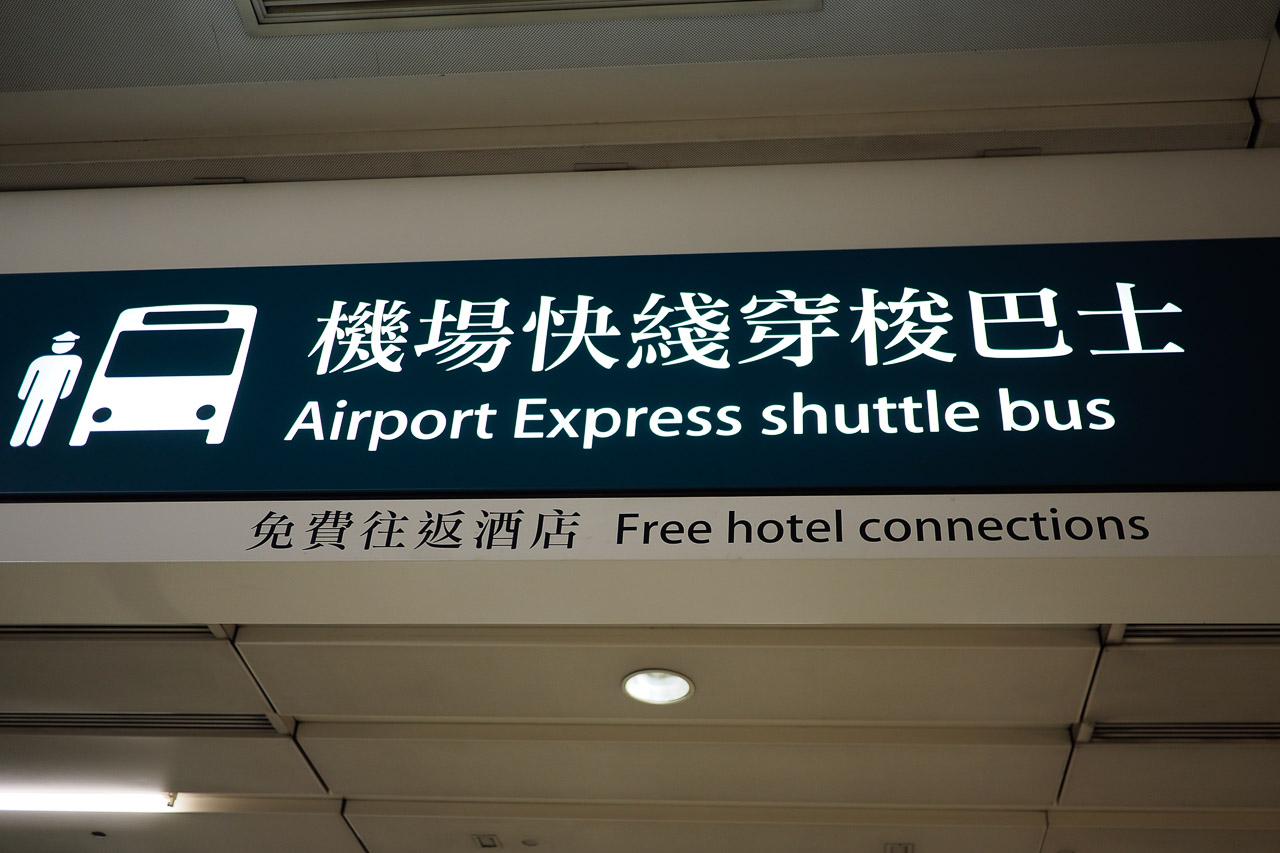 機場快綫穿梭巴士
Airport Express shuttle bus
免費往返酒店 Free hotel connections